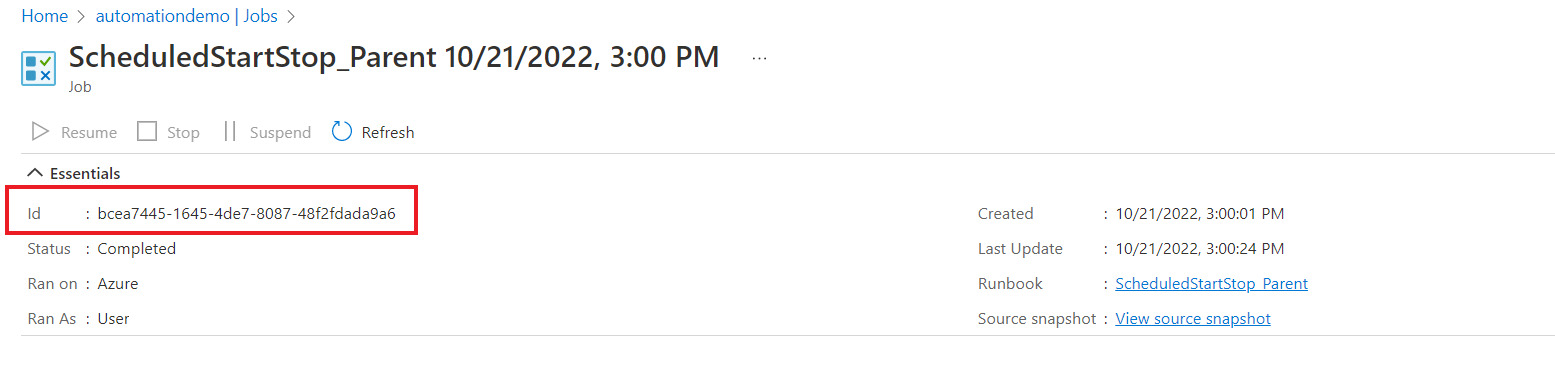 Home > automationdemo | Jobs >
ScheduledStartStop_Parent 10/21/2022, 3:00 PM ...
Job
Resume Stop Suspend Refresh
Essentials
Id : bcea7445-1645-4de7-8087-48f2fdada9a6 Created : 10/21/2022, 3:00:01 PM
Status : Completed Last Update : 10/21/2022, 3:00:24 PM
Ran on : Azure Runbook : ScheduledStartStop_Parent
Ran As : User Source snapshot : View source snapshot